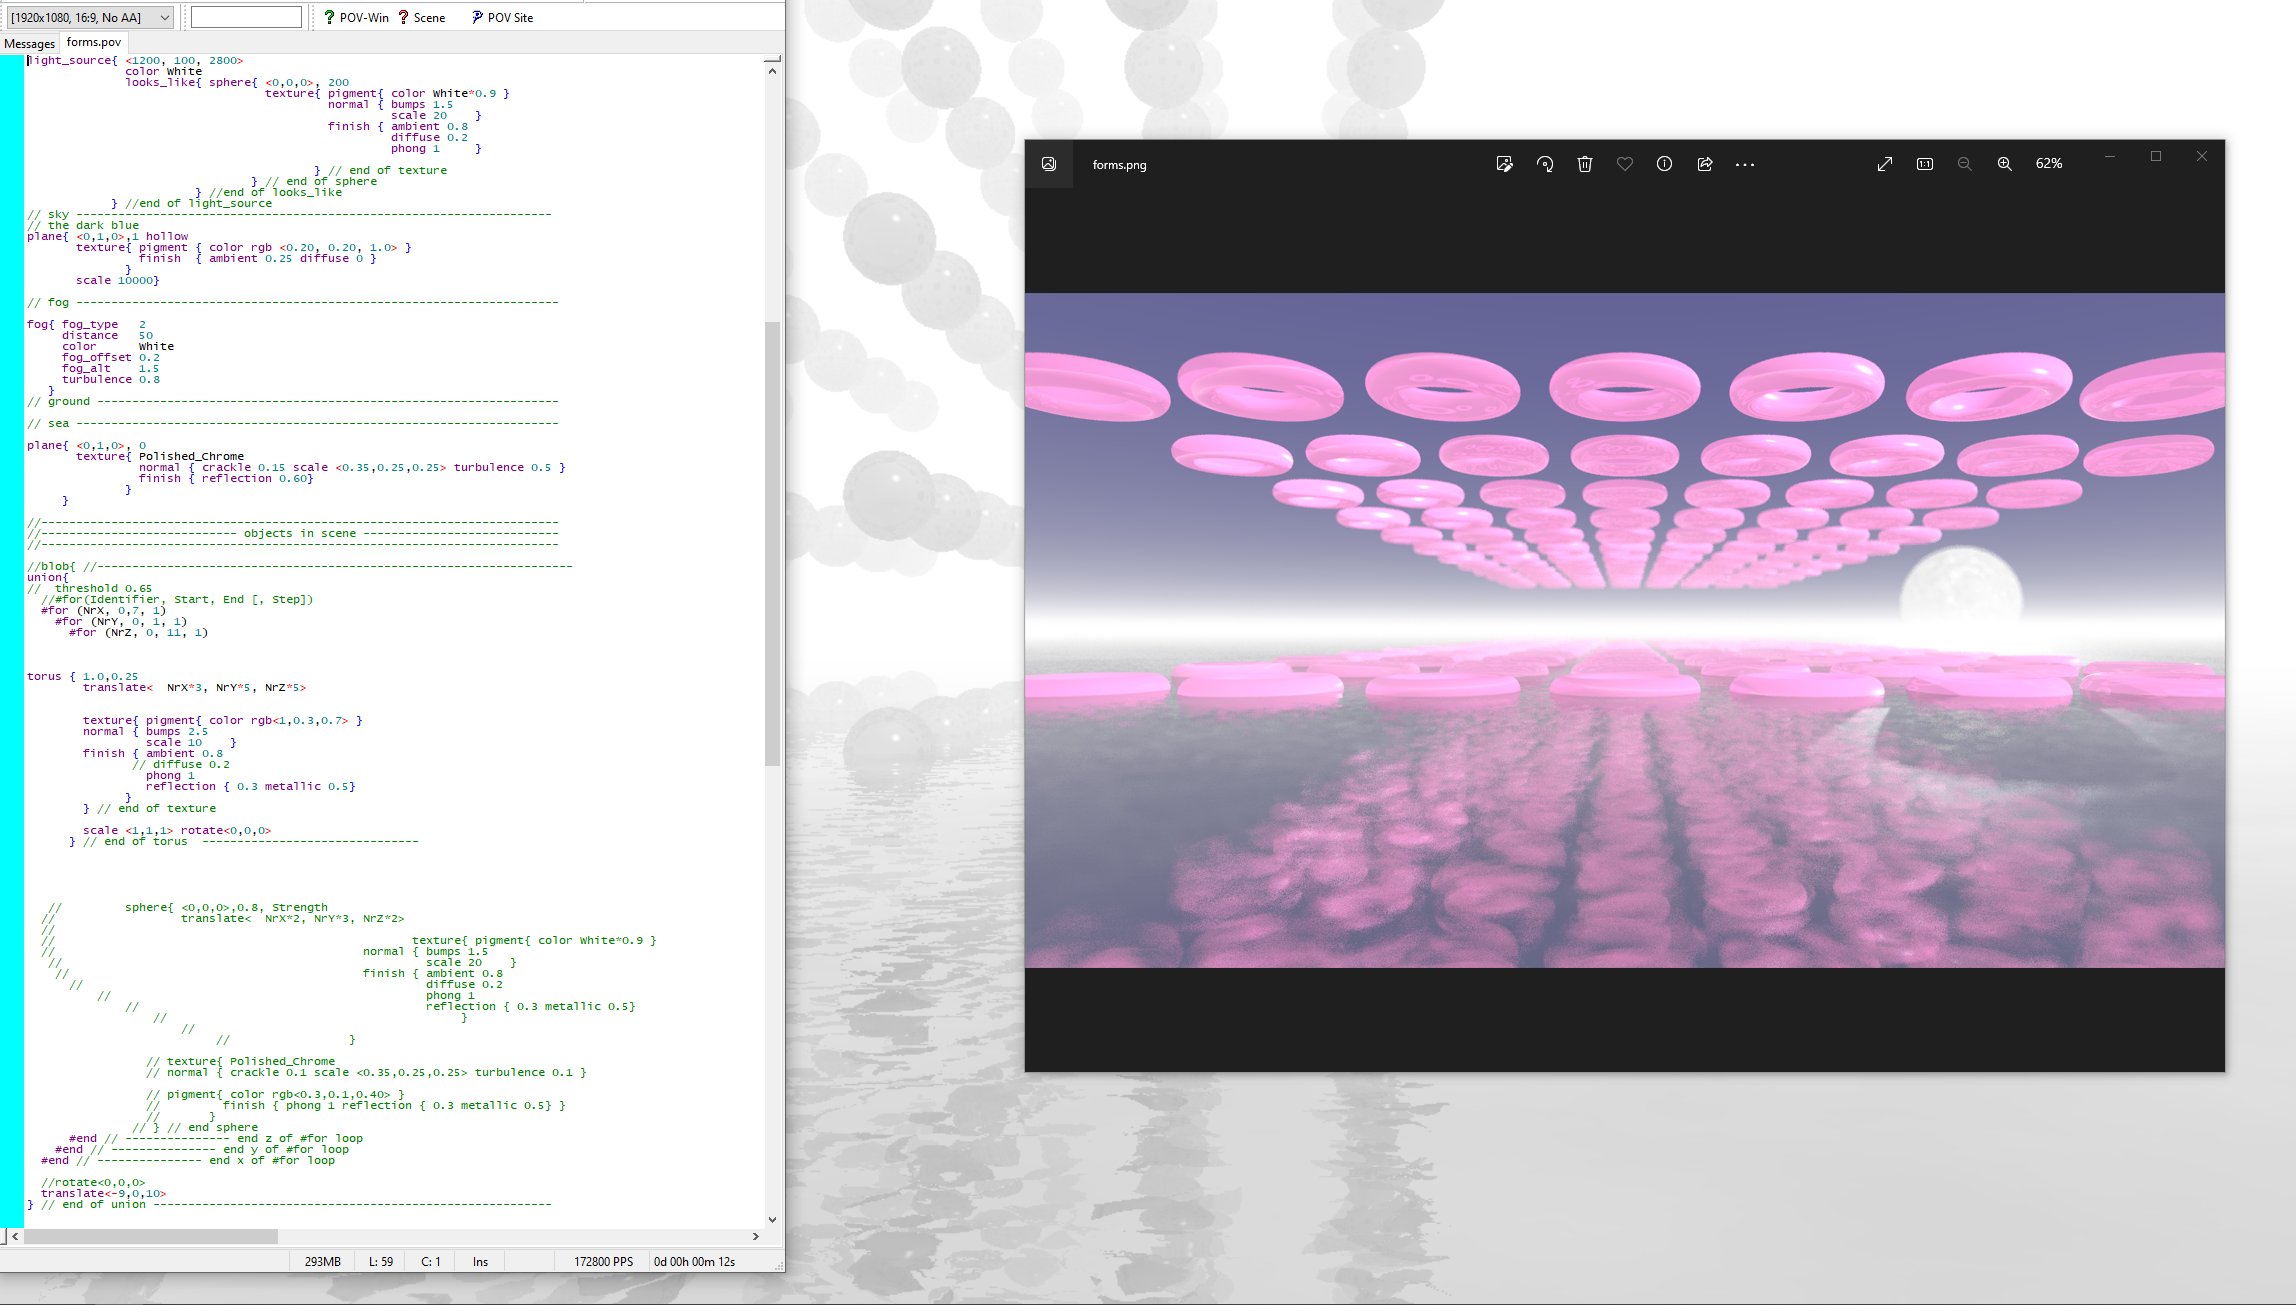 [1920x1080, 16:9, No AA]
POV-Win Scene POV Site
Messages forms.pov
light_source{ <1200, 100, 2800>
color White
looks_like{ sphere{ <0,0,0>, 200
texture{ pigment{ color White*0.9 }
normal { bumps 1.5
scale 20 }
finish { ambient 0.8
diffuse 0.2
phong 1 }
} // end of texture
} // end of sphere
} //end of looks_like
} //end of light_source
// sky --------------------------------------------------------------------
// the dark blue
plane{ <0,1,0>,1 hollow
texture{ pigment { color rgb <0.20, 0.20, 1.0> }
finish { ambient 0.25 diffuse 0 }
}
scale 10000}
// fog ---------------------------------------------------------------------
fog{ fog_type 2
distance 50
color White
fog_offset 0.2
fog_alt 1.5
turbulence 0.8
}
// ground ------------------------------------------------------------------
// sea ---------------------------------------------------------------------
plane{ <0,1,0>, 0
texture{ Polished_Chrome
normal { crackle 0.15 scale <0.35,0.25,0.25> turbulence 0.5 }
finish { reflection 0.60}
}
}
//--------------------------------------------------------------------------
//---------------------------- objects in scene ----------------------------
//--------------------------------------------------------------------------
//blob{ //--------------------------------------------------------------------
union{
// threshold 0.65
//#for(Identifier, Start, End [, Step])
#for (NrX, 0,7, 1)
#for (NrY, 0, 1, 1)
#for (NrZ, 0, 11, 1)
torus { 1.0,0.25
translate< NrX*3, NrY*5, NrZ*5>
texture{ pigment{ color rgb<1,0.3,0.7> }
normal { bumps 2.5
scale 10 }
finish { ambient 0.8
// diffuse 0.2
phong 1
reflection { 0.3 metallic 0.5}
}
} // end of texture
scale <1,1,1> rotate<0,0,0>
} // end of torus -------------------------------
// sphere{ <0,0,0>,0.8, Strength
// translate< NrX*2, NrY*3, NrZ*2>
//
// texture{ pigment{ color White*0.9 }
// normal { bumps 1.5
// scale 20 }
// finish { ambient 0.8
// diffuse 0.2
// phong 1
// reflection { 0.3 metallic 0.5}
// }
//
// }
// texture{ Polished_Chrome
// normal { crackle 0.1 scale <0.35,0.25,0.25> turbulence 0.1 }
// pigment{ color rgb<0.3,0.1,0.40> }
// finish { phong 1 reflection { 0.3 metallic 0.5} }
// }
// } // end sphere
#end // --------------- end z of #for loop
#end // --------------- end y of #for loop
#end // --------------- end x of #for loop
//rotate<0,0,0>
translate<-9,0,10>
} // end of union ---------------------------------------------------------
293MB L: 59 C: 1 Ins 172800 PPS 0d 00h 00m 12s
forms.png 1:1 62%